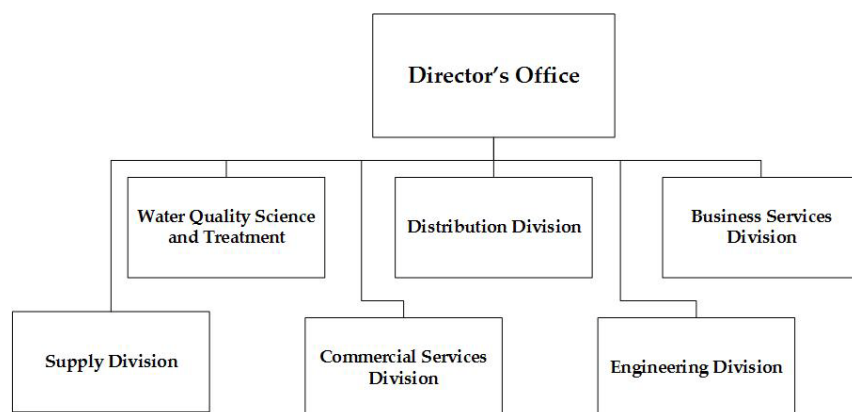 Director's Office
Water Quality Science
and Treatment
Distribution Division
Business Services
Division
Supply Division
Commercial Services
Division
Engineering Division